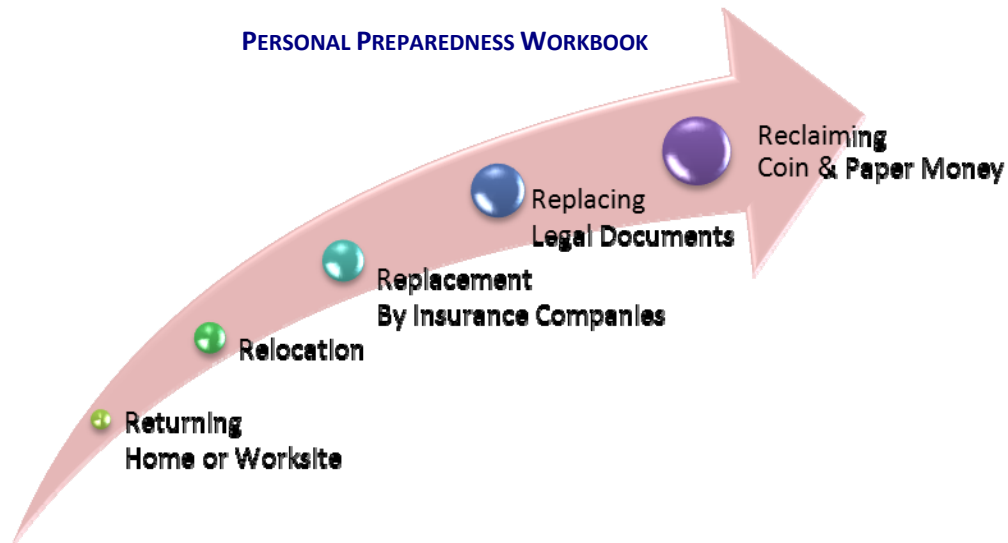 PERSONAL PREPAREDNESS WORKBOOK
Reclaiming
Coin & Paper Money
Replacing
Legal Documents
Replacement
By Insurance Companies
Relocation
Returning
Home or Worksite